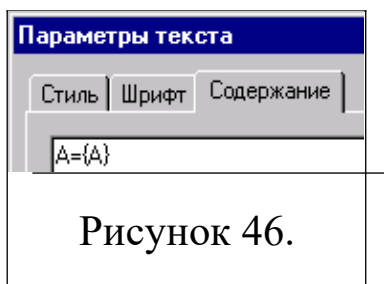 Параметры текста
Стиль Шрифт Содержание
A={A}
Рисунок 46.